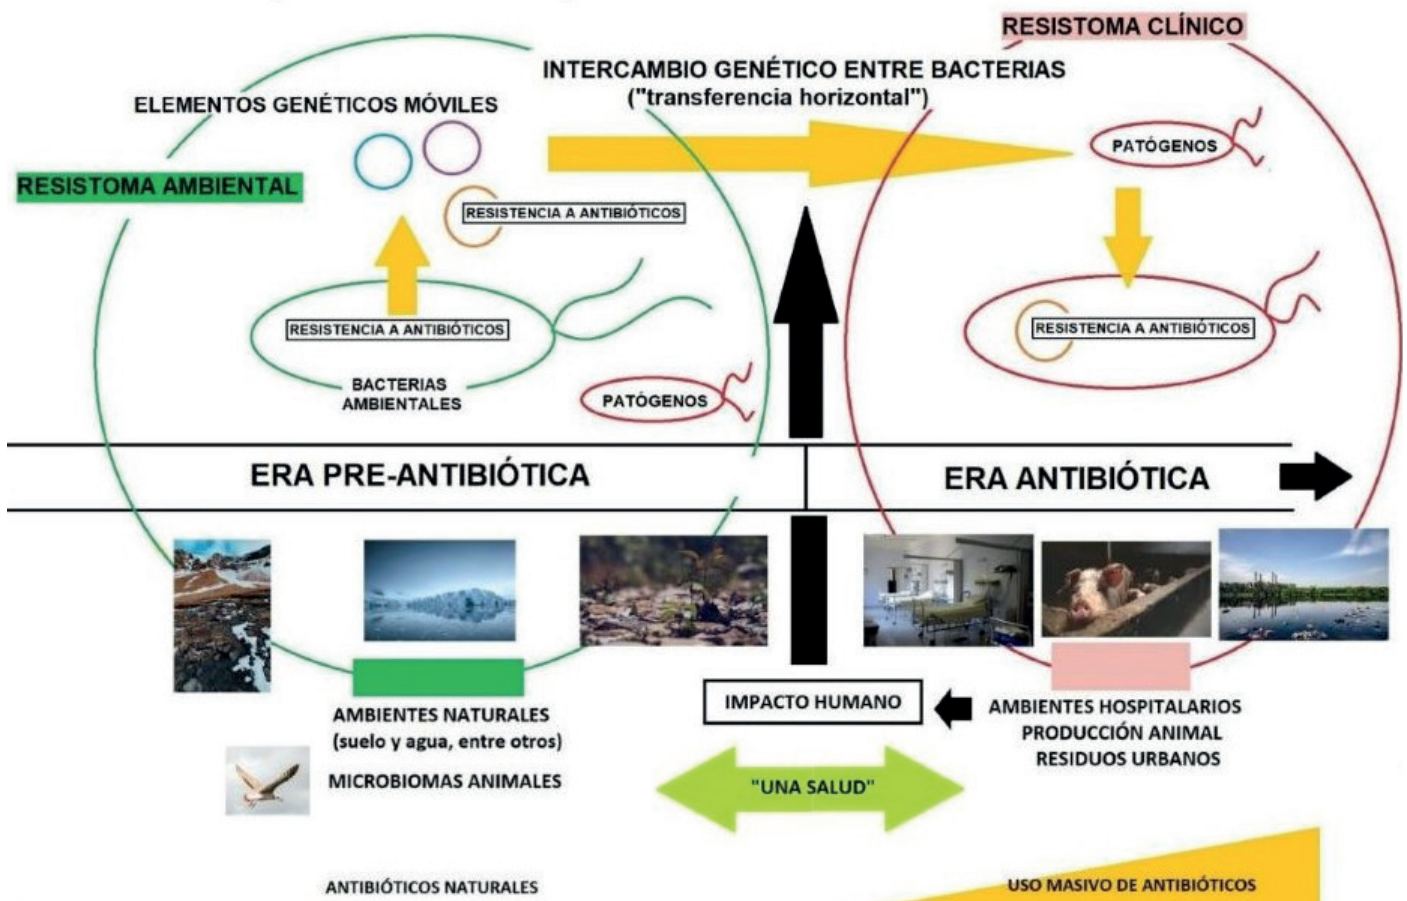 RESISTOMA CLÍNICO
INTERCAMBIO GENÉTICO ENTRE BACTERIAS
("transferencia horizontal")
ELEMENTOS GENÉTICOS MÓVILES
PATÓGENOS
RESISTOMA AMBIENTAL
RESISTENCIA A ANTIBIÓTICOS
RESISTENCIA A ANTIBIÓTICOS
RESISTENCIA A ANTIBIÓTICOS
BACTERIAS
AMBIENTALES
PATÓGENOS
ERA PRE-ANTIBIÓTICA
ERA ANTIBIÓTICA
IMPACTO HUMANO
AMBIENTES HOSPITALARIOS
PRODUCCIÓN ANIMAL
RESIDUOS URBANOS
AMBIENTES NATURALES
(suelo y agua, entre otros)
MICROBIOMAS ANIMALES
"UNA SALUD"
ANTIBIÓTICOS NATURALES
USO MASIVO DE ANTIBIÓTICOS